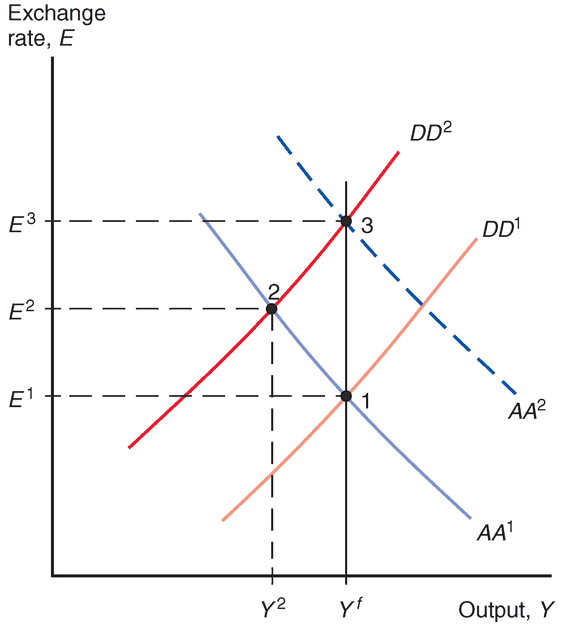 Exchange
rate, E
DD²
E³
3
DD¹
2
E²
E¹
1
AA²
AA¹
Y²
Yᶠ
Output, Y